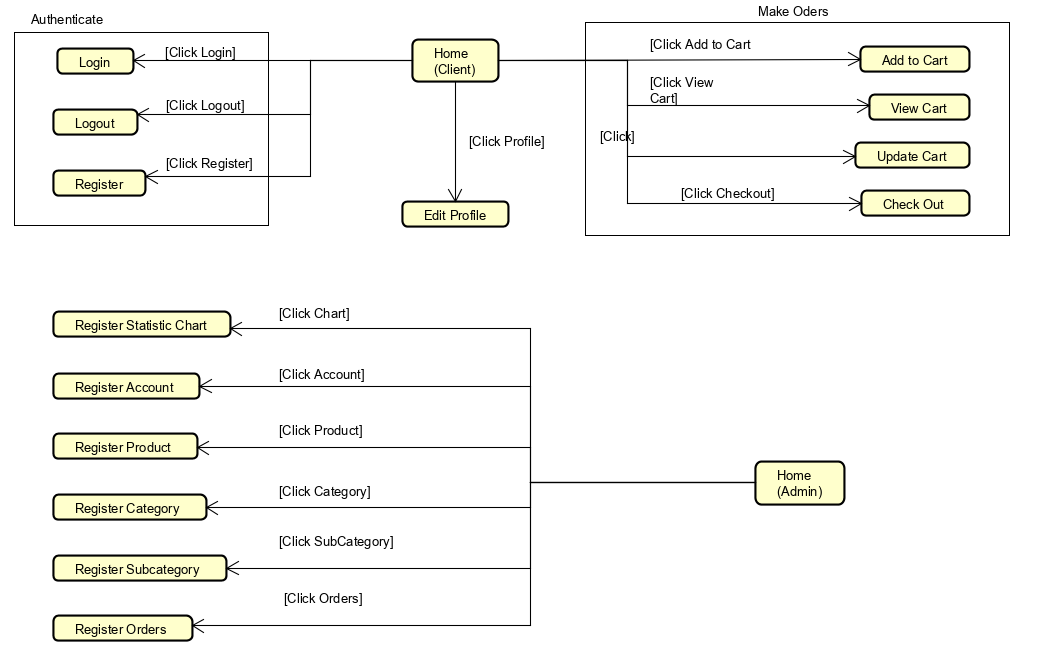 Make Oders
Authenticate
[Click Login]
Login
Home
(Client)
[Click Add to Cart
Add to Cart
[Click View
Cart]
View Cart
[Click Logout]
Logout
[Click Profile]
[Click]
Update Cart
[Click Register]
Register
Edit Profile
[Click Checkout]
Check Out
[Click Chart]
Register Statistic Chart
[Click Account]
Register Account
[Click Product]
Register Product
Home
(Admin)
[Click Category]
Register Category
[Click SubCategory]
Register Subcategory
[Click Orders]
Register Orders